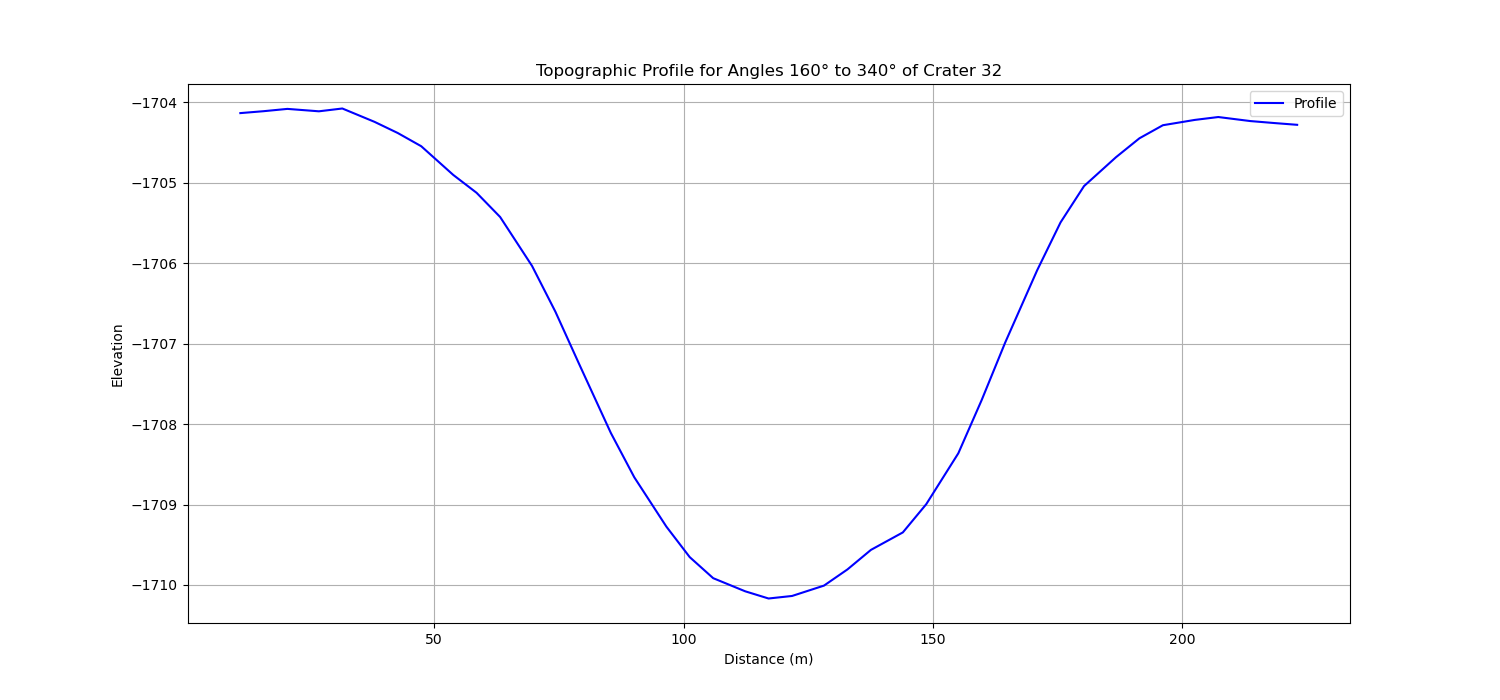 Topographic Profile for Angles 160° to 340° of Crater 32
Profile
−1704
−1705
−1706
−1707
−1708
−1709
−1710
Elevation
50
100
150
200
Distance (m)